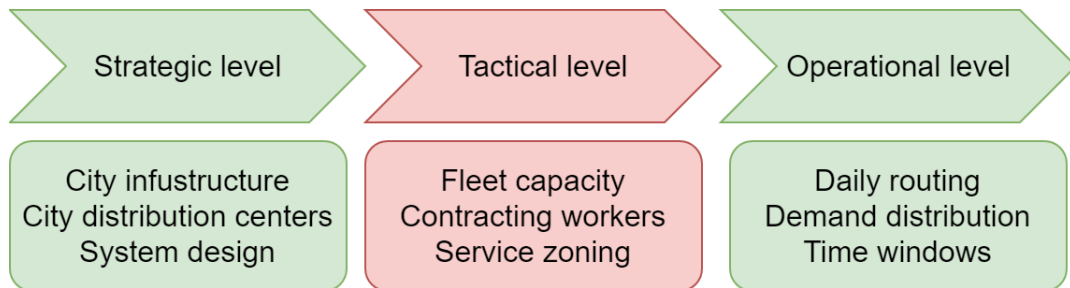 Strategic level
Tactical level
Operational level
City infustructure
City distribution centers
System design
Fleet capacity
Contracting workers
Service zoning
Daily routing
Demand distribution
Time windows